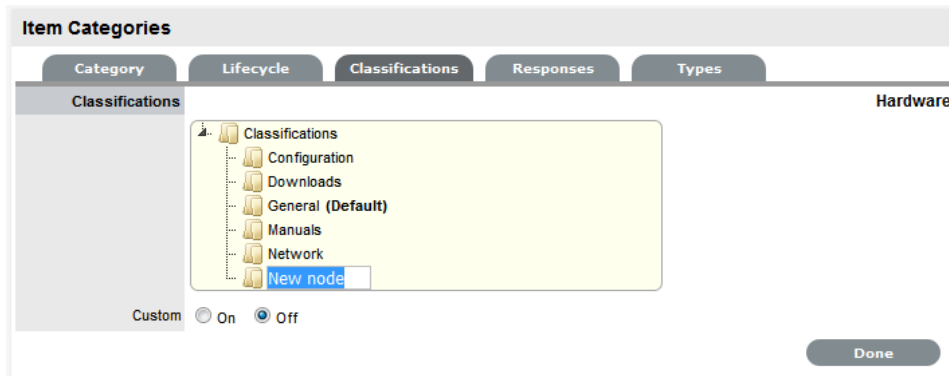 Item Categories
Category Lifecycle Classifications Responses Types
Classifications Hardware
Classifications
Configuration
Downloads
General (Default)
Manuals
Network
New node
Custom On Off
Done